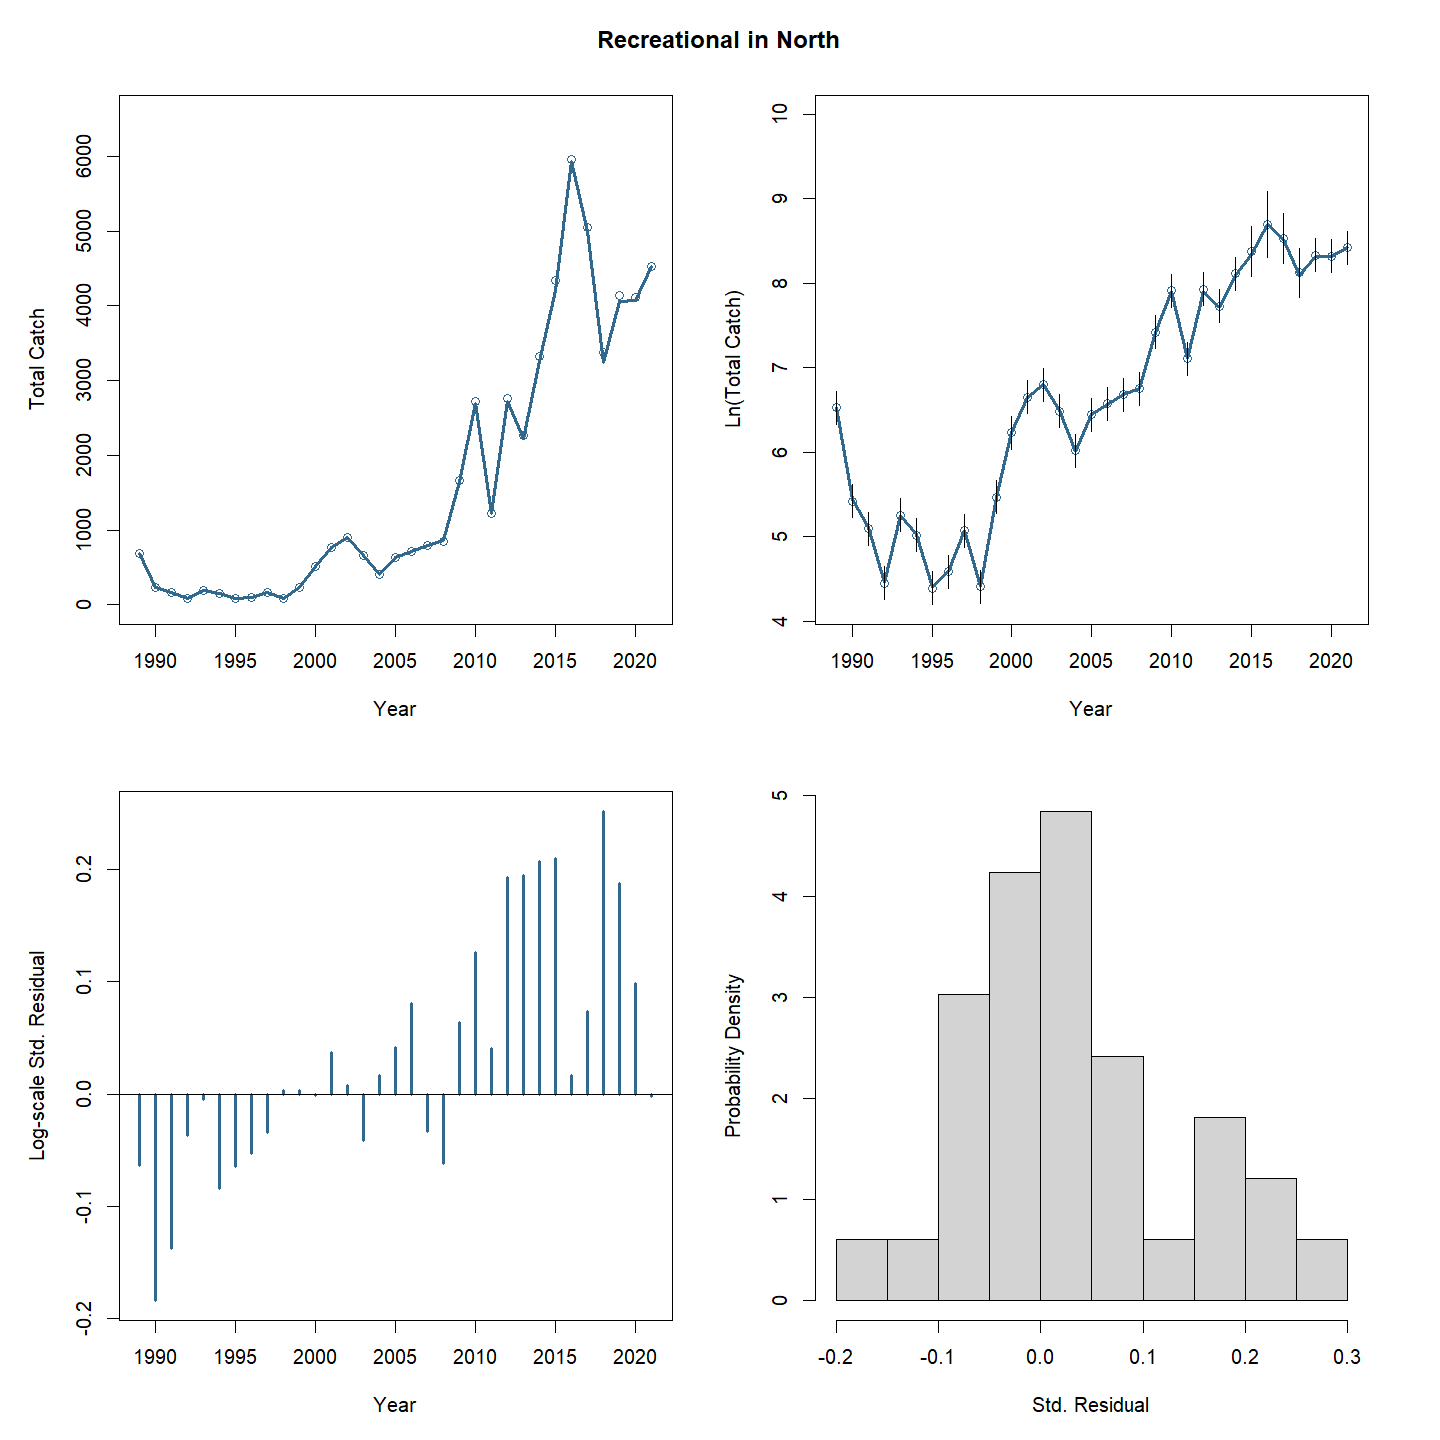 Recreational in North
Total Catch
0
1000
2000
3000
4000
5000
6000
1990 1995 2000 2005 2010 2015 2020
Year
Ln(Total Catch)
4
5
6
7
8
9
10
1990 1995 2000 2005 2010 2015 2020
Year
Log-scale Std. Residual
-0.2
-0.1
0.0
0.1
0.2
1990 1995 2000 2005 2010 2015 2020
Year
Probability Density
0
1
2
3
4
5
-0.2 -0.1 0.0 0.1 0.2 0.3
Std. Residual